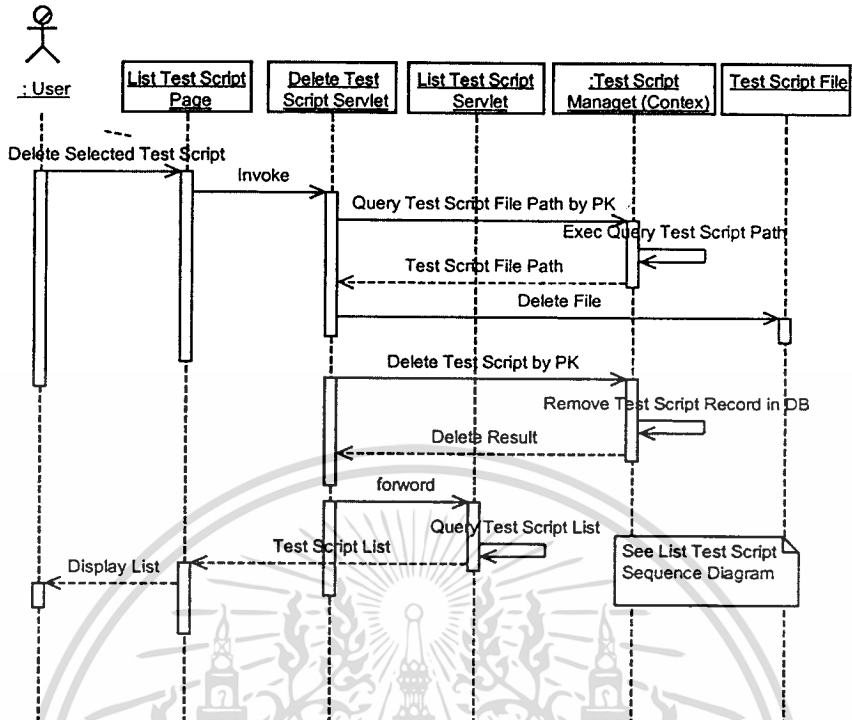 : User
List Test Script
Page
Delete Test
Script Servlet
List Test Script
Servlet
:Test Script
Managet (Contex)
Test Script File
Delete Selected Test Script
Invoke
Query Test Script File Path by PK
Exec Query Test Script Path
Test Script File Path
Delete File
Delete Test Script by PK
Remove Test Script Record in DB
Delete Result
forword
Query Test Script List
Test Script List
Display List
See List Test Script
Sequence Diagram